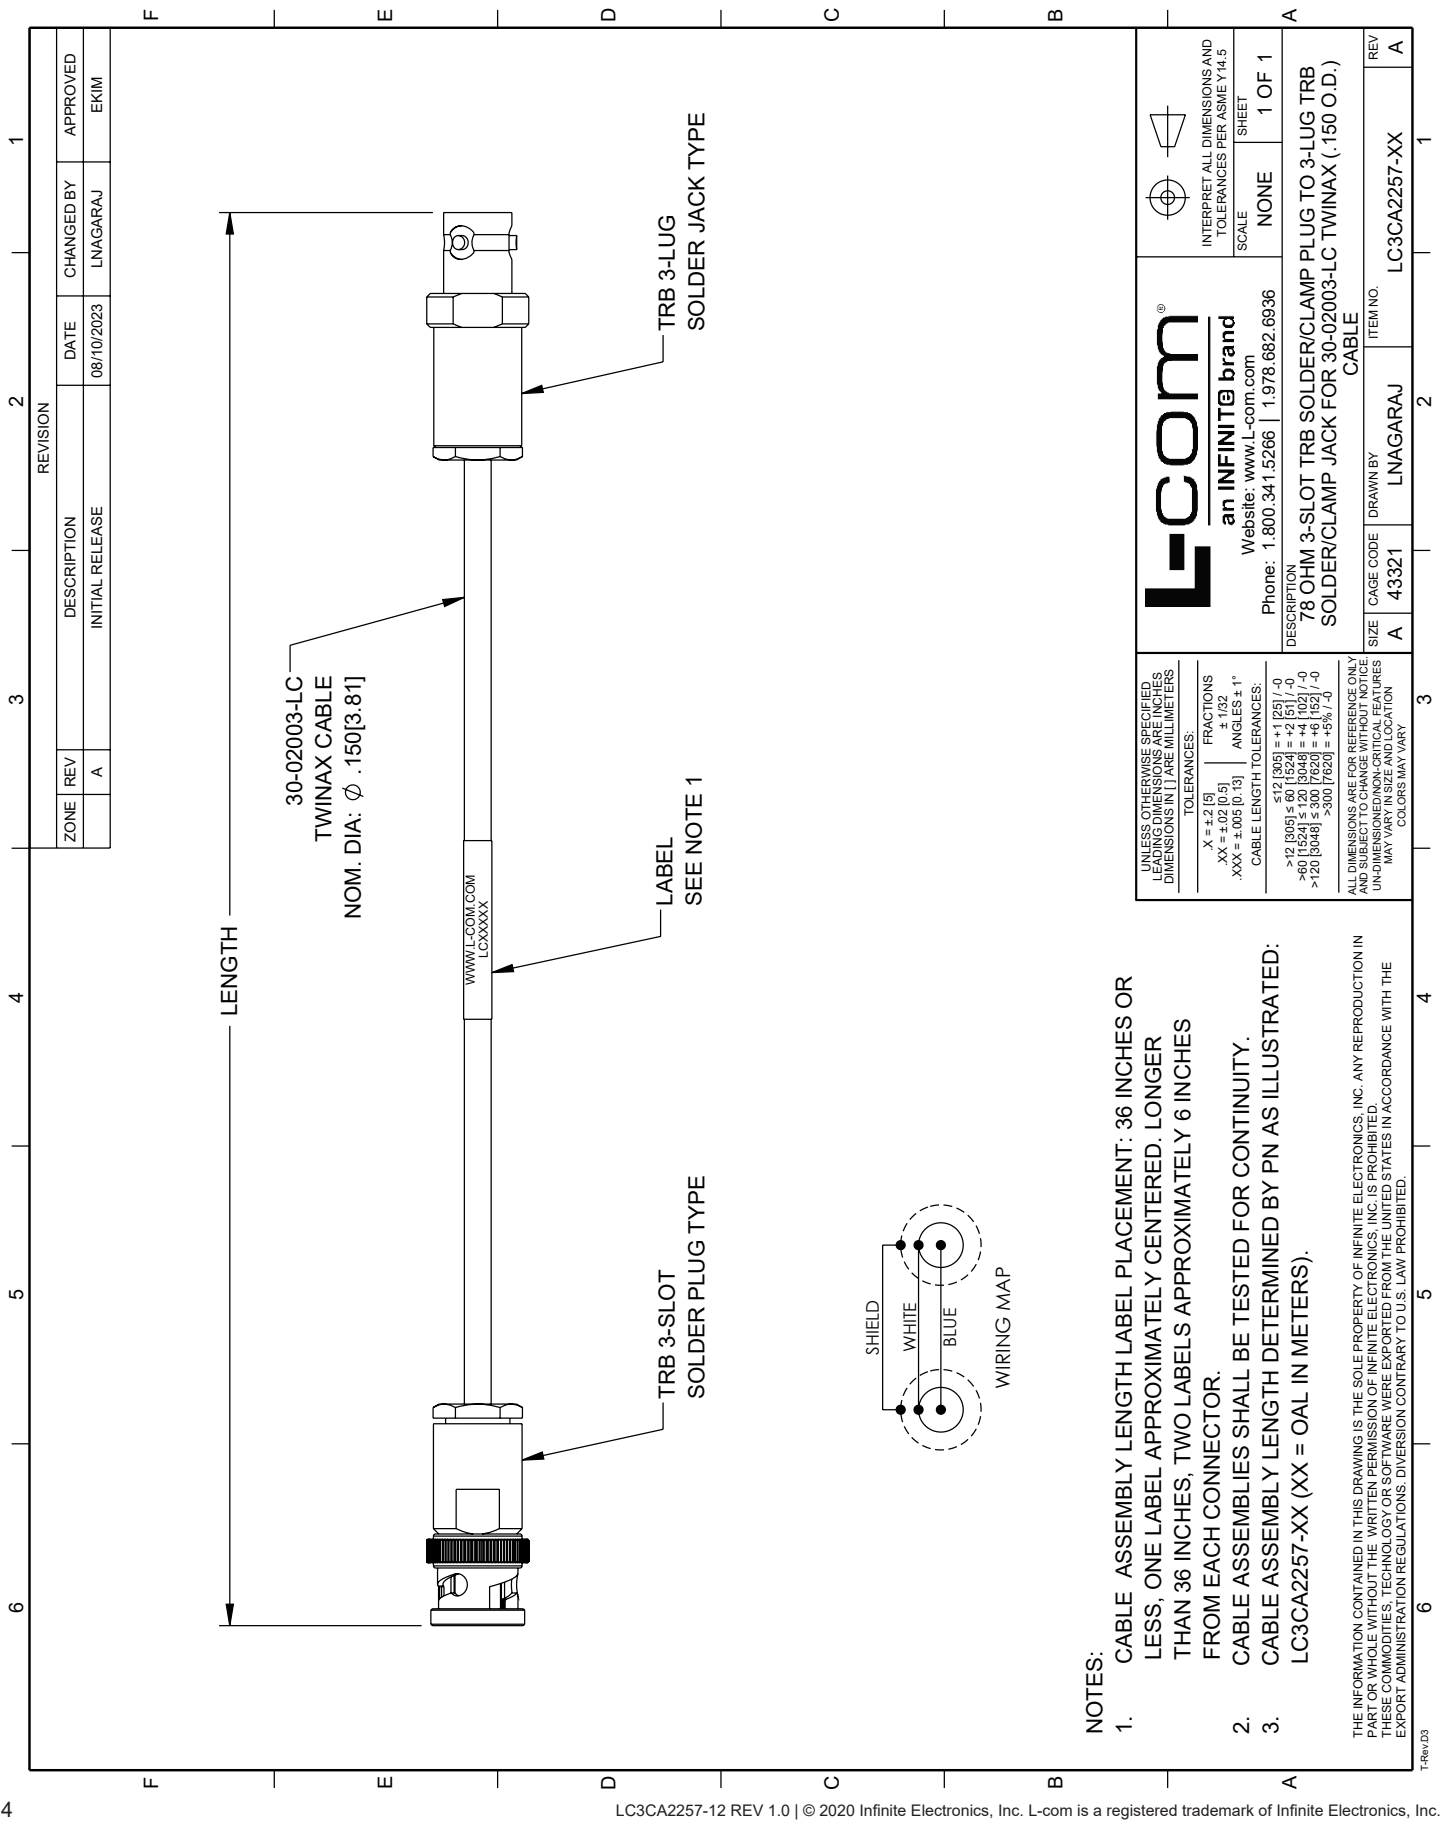 6
5
4
3
2
1
F
E
D
C
B
A
REVISION
ZONE REV DESCRIPTION DATE CHANGED BY APPROVED
A INITIAL RELEASE 08/10/2023 LNAGARAJ EKIM
LENGTH
30-02003-LC
TWINAX CABLE
NOM. DIA: Ø .150[3.81]
WWW.L-COM.COM
LCXXXXX
TRB 3-SLOT
SOLDER PLUG TYPE
LABEL
SEE NOTE 1
TRB 3-LUG
SOLDER JACK TYPE
SHIELD
WHITE
BLUE
WIRING MAP
NOTES:
1. CABLE ASSEMBLY LENGTH LABEL PLACEMENT: 36 INCHES OR
LESS, ONE LABEL APPROXIMATELY CENTERED. LONGER
THAN 36 INCHES, TWO LABELS APPROXIMATELY 6 INCHES
FROM EACH CONNECTOR.
2. CABLE ASSEMBLIES SHALL BE TESTED FOR CONTINUITY.
3. CABLE ASSEMBLY LENGTH DETERMINED BY PN AS ILLUSTRATED:
LC3CA2257-XX (XX = OAL IN METERS).
THE INFORMATION CONTAINED IN THIS DRAWING IS THE SOLE PROPERTY OF INFINITE ELECTRONICS, INC. ANY REPRODUCTION IN
PART OR WHOLE WITHOUT THE WRITTEN PERMISSION OF INFINITE ELECTRONICS, INC. IS PROHIBITED.
THESE COMMODITIES, TECHNOLOGY OR SOFTWARE WERE EXPORTED FROM THE UNITED STATES IN ACCORDANCE WITH THE
EXPORT ADMINISTRATION REGULATIONS. DIVERSION CONTRARY TO U.S. LAW PROHIBITED.
UNLESS OTHERWISE SPECIFIED
LEADING DIMENSIONS ARE INCHES
DIMENSIONS IN [ ] ARE MILLIMETERS
TOLERANCES:
.X = ±.2 [5] FRACTIONS
.XX = ±.02 [0.5] ± 1/32
.XXX = ±.005 [0.13] ANGLES ± 1°
CABLE LENGTH TOLERANCES:
≤12 [305] = +1 [25] / -0
>12 [305] ≤ 60 [1524] = +2 [51] / -0
>60 [1524] ≤ 120 [3048] = +4 [102] / -0
>120 [3048] ≤ 300 [7620] = +6 [152] / -0
>300 [7620] = +5% / -0
ALL DIMENSIONS ARE FOR REFERENCE ONLY
AND SUBJECT TO CHANGE WITHOUT NOTICE.
UN-DIMENSIONED/NON-CRITICAL FEATURES
MAY VARY IN SIZE AND LOCATION
COLORS MAY VARY
L-com®
an INFINITE brand
Website: www.L-com.com
Phone: 1.800.341.5266 | 1.978.682.6936
INTERPRET ALL DIMENSIONS AND
TOLERANCES PER ASME Y14.5
SCALE SHEET
NONE 1 OF 1
DESCRIPTION
78 OHM 3-SLOT TRB SOLDER/CLAMP PLUG TO 3-LUG TRB
SOLDER/CLAMP JACK FOR 30-02003-LC TWINAX (.150 O.D.)
CABLE
SIZE CAGE CODE DRAWN BY ITEM NO. REV
A 43321 LNAGARAJ LC3CA2257-XX A
F
E
D
C
B
A
6
5
4
3
2
1
T-Rev.D3
4
LC3CA2257-12 REV 1.0 | © 2020 Infinite Electronics, Inc. L-com is a registered trademark of Infinite Electronics, Inc.